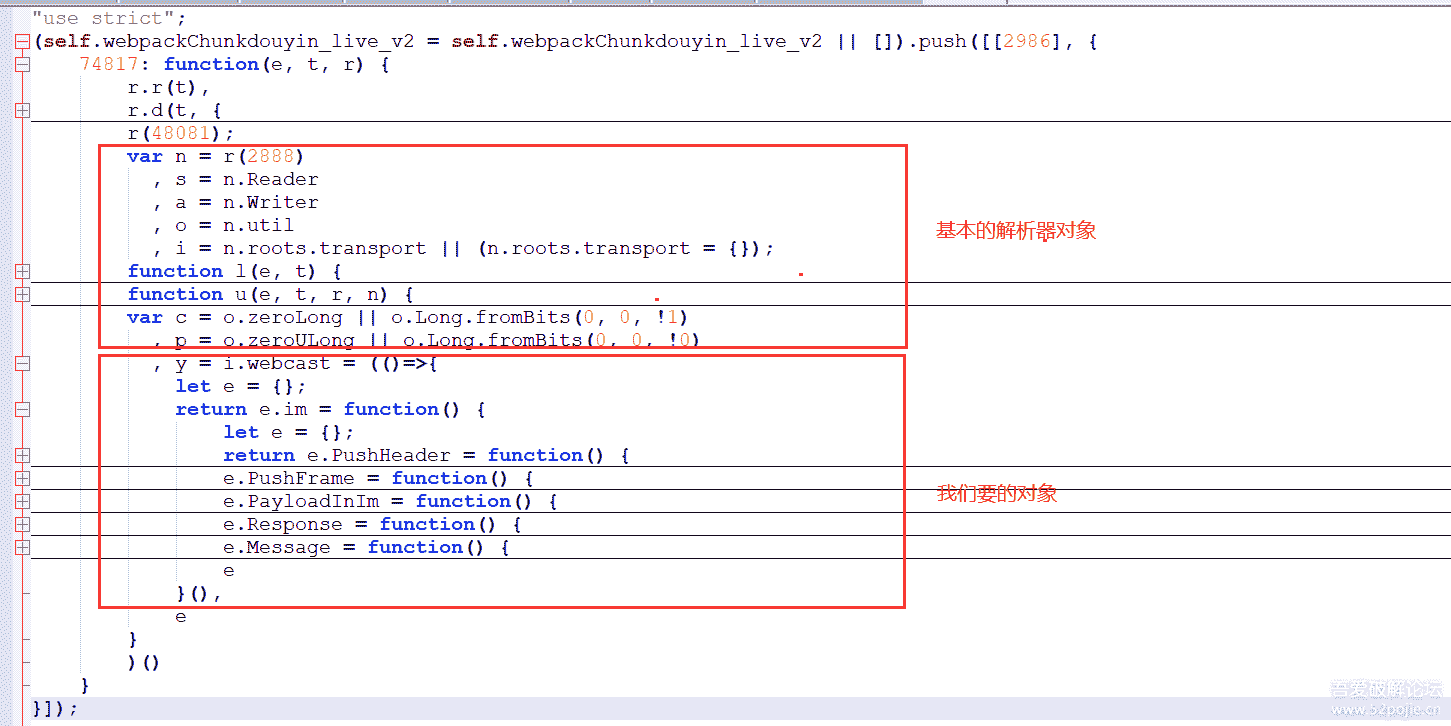 "use strict";
(self.webpackChunkdouyin_live_v2 = self.webpackChunkdouyin_live_v2 || []).push([[2986], {
74817: function(e, t, r) {
r.r(t),
r.d(t, {
r(48081);
var n = r(2888)
, s = n.Reader
, a = n.Writer
, o = n.util
基本的解析器对象
, i = n.roots.transport || (n.roots.transport = {});
function l(e, t) {
function u(e, t, r, n) {
var c = o.zeroLong || o.Long.fromBits(0, 0, !1)
, p = o.zeroULong || o.Long.fromBits(0, 0, !0)
, y = i.webcast = (()=>{
let e = {};
return e.im = function() {
let e = {};
return e.PushHeader = function() {
e.PushFrame = function() {
我们要的对象
e.PayloadInIm = function() {
e.Response = function() {
e.Message = function() {
e
}(),
e
}
)()
}
}]);
吾爱破解论坛
www.52pojie.cn